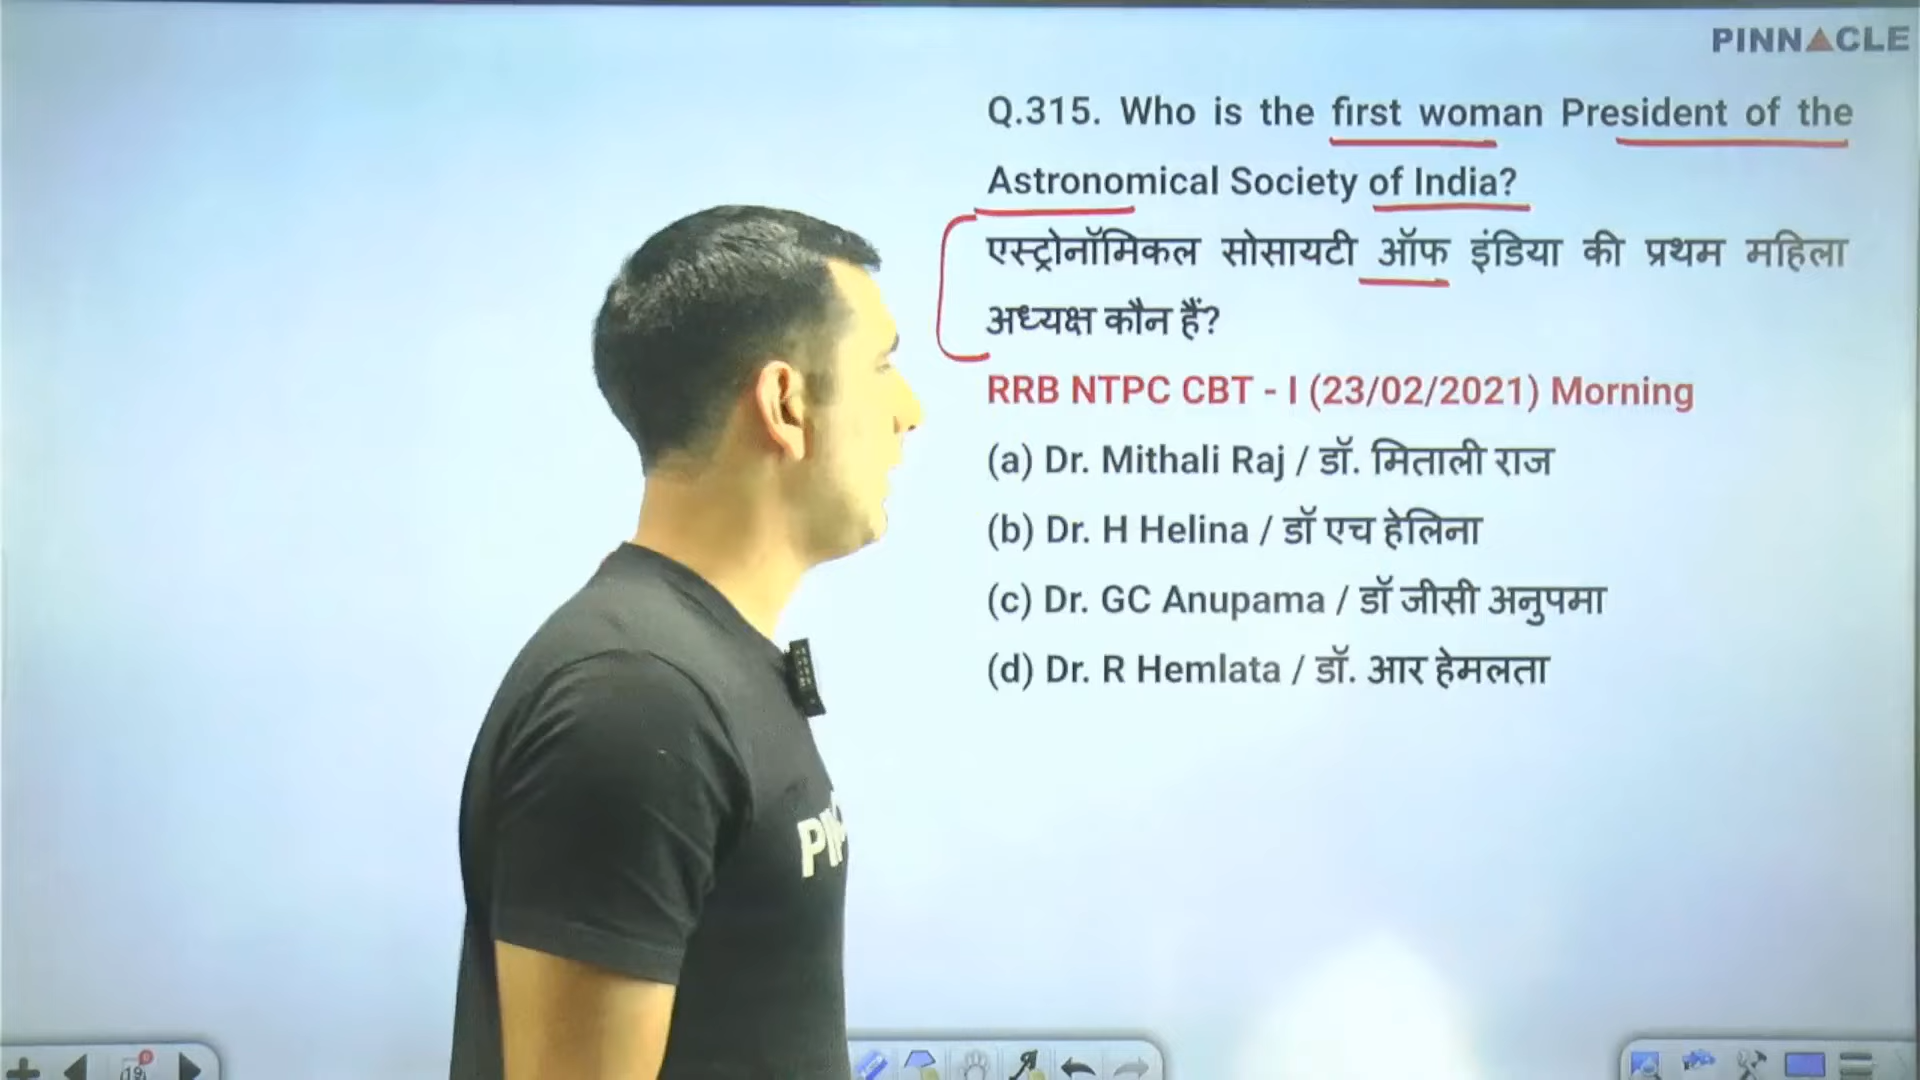 PINNACLE
Q.315. Who is the first woman President of the
Astronomical Society of India?
एस्ट्रोनॉमिकल सोसायटी ऑफ इंडिया की प्रथम महिला
अध्यक्ष कौन हैं?
RRB NTPC CBT - I (23/02/2021) Morning
(a) Dr. Mithali Raj / डॉ. मिताली राज
(b) Dr. H Helina / डॉ एच हेलिना
(c) Dr. GC Anupama / डॉ जीसी अनुपमा
(d) Dr. R Hemlata / डॉ. आर हेमलता